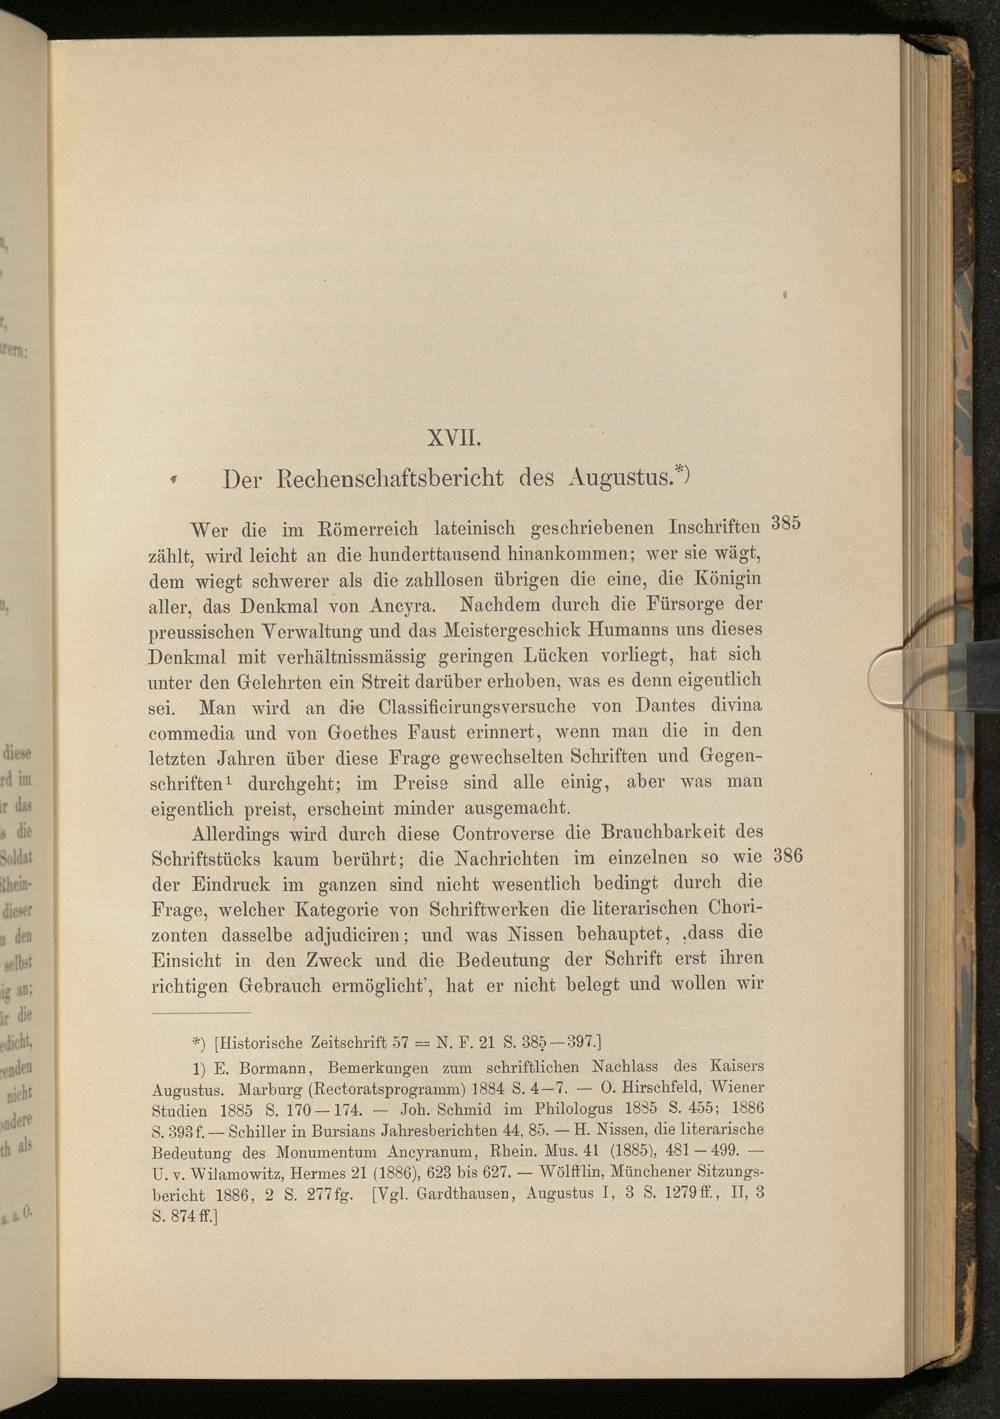 XVII.
Der Rechenschaftsbericht des Augustus.*)
Wer die im Römerreich lateinisch geschriebenen Inschriften 385
zählt, wird leicht an die hunderttausend hinankommen; wer sie wägt,
dem wiegt schwerer als die zahllosen übrigen die eine, die Königin
aller, das Denkmal von Ancyra. Nachdem durch die Fürsorge der
preussischen Verwaltung und das Meistergeschick Humanns uns dieses
Denkmal mit verhältnissmässig geringen Lücken vorliegt, hat sich
unter den Gelehrten ein Streit darüber erhoben, was es denn eigentlich
sei. Man wird an die Classificirungsversuche von Dantes divina
commedia und von Goethes Faust erinnert, wenn man die in den
letzten Jahren über diese Frage gewechselten Schriften und Gegen-
schriften¹ durchgeht; im Preise sind alle einig, aber was man
eigentlich preist, erscheint minder ausgemacht.
Allerdings wird durch diese Controverse die Brauchbarkeit des
Schriftstücks kaum berührt; die Nachrichten im einzelnen so wie 386
der Eindruck im ganzen sind nicht wesentlich bedingt durch die
Frage, welcher Kategorie von Schriftwerken die literarischen Chori-
zonten dasselbe adjudiciren; und was Nissen behauptet, ‚dass die
Einsicht in den Zweck und die Bedeutung der Schrift erst ihren
richtigen Gebrauch ermöglicht', hat er nicht belegt und wollen wir
*) [Historische Zeitschrift 57 = N. F. 21 S. 385—397.]
1) E. Bormann, Bemerkungen zum schriftlichen Nachlass des Kaisers
Augustus. Marburg (Rectoratsprogramm) 1884 S. 4—7. — O. Hirschfeld, Wiener
Studien 1885 S. 170—174. — Joh. Schmid im Philologus 1885 S. 455; 1886
S. 393f. — Schiller in Bursians Jahresberichten 44, 85. — H. Nissen, die literarische
Bedeutung des Monumentum Ancyranum, Rhein. Mus. 41 (1885), 481—499. —
U. v. Wilamowitz, Hermes 21 (1886), 623 bis 627. — Wölfflin, Münchener Sitzungs-
bericht 1886, 2 S. 277fg. [Vgl. Gardthausen, Augustus I, 3 S. 1279ff., II, 3
S. 874ff.]
diese
das
die
Soldat
Rhein-
dieser
den
selbst
an;
die
nicht
als
a. a. O.